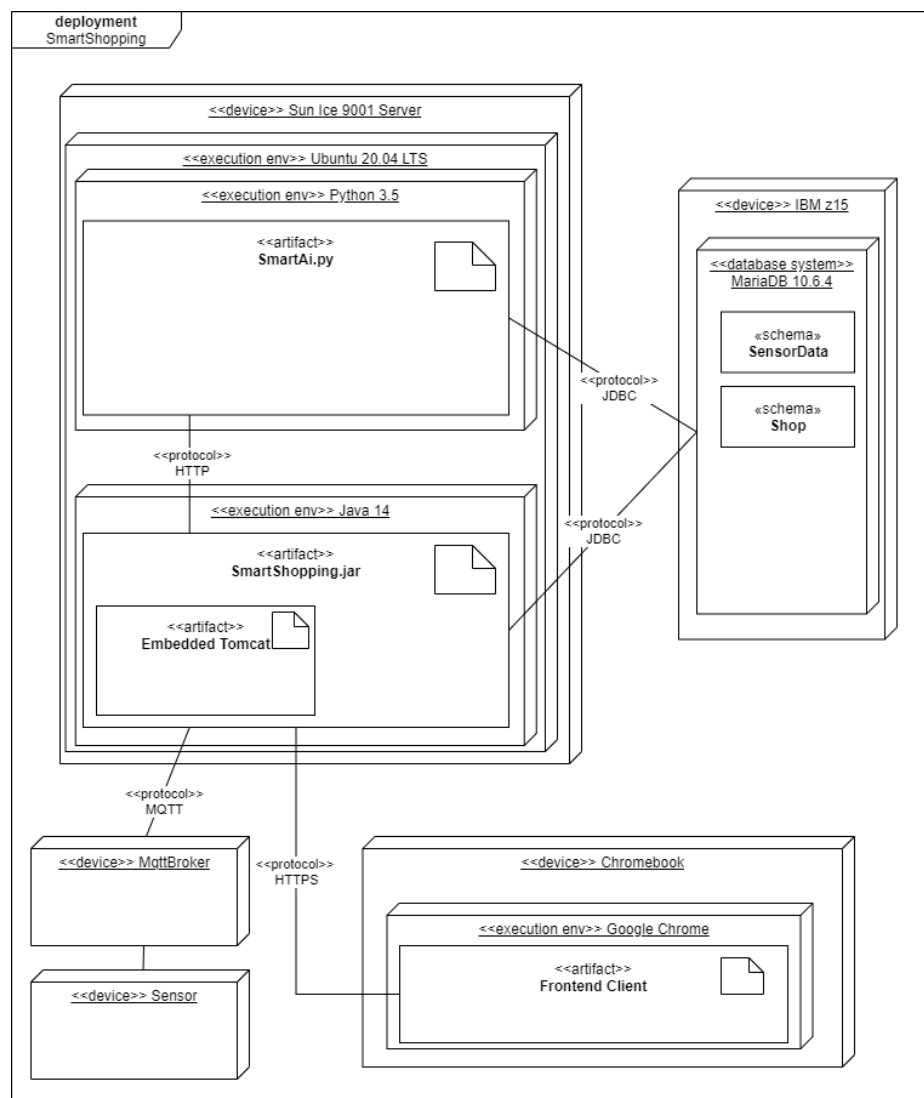 deployment
SmartShopping
<<device>> Sun Ice 9001 Server
<<execution env>> Ubuntu 20.04 LTS
<<execution env>> Python 3.5
<<artifact>>
SmartAi.py
<<protocol>>
HTTP
<<execution env>> Java 14
<<artifact>>
SmartShopping.jar
<<artifact>>
Embedded Tomcat
<<device>> IBM z15
<<database system>>
MariaDB 10.6.4
«schema»
SensorData
«schema»
Shop
<<protocol>>
JDBC
<<protocol>>
JDBC
<<protocol>>
MQTT
<<protocol>>
HTTPS
<<device>> MqttBroker
<<device>> Sensor
<<device>> Chromebook
<<execution env>> Google Chrome
<<artifact>>
Frontend Client